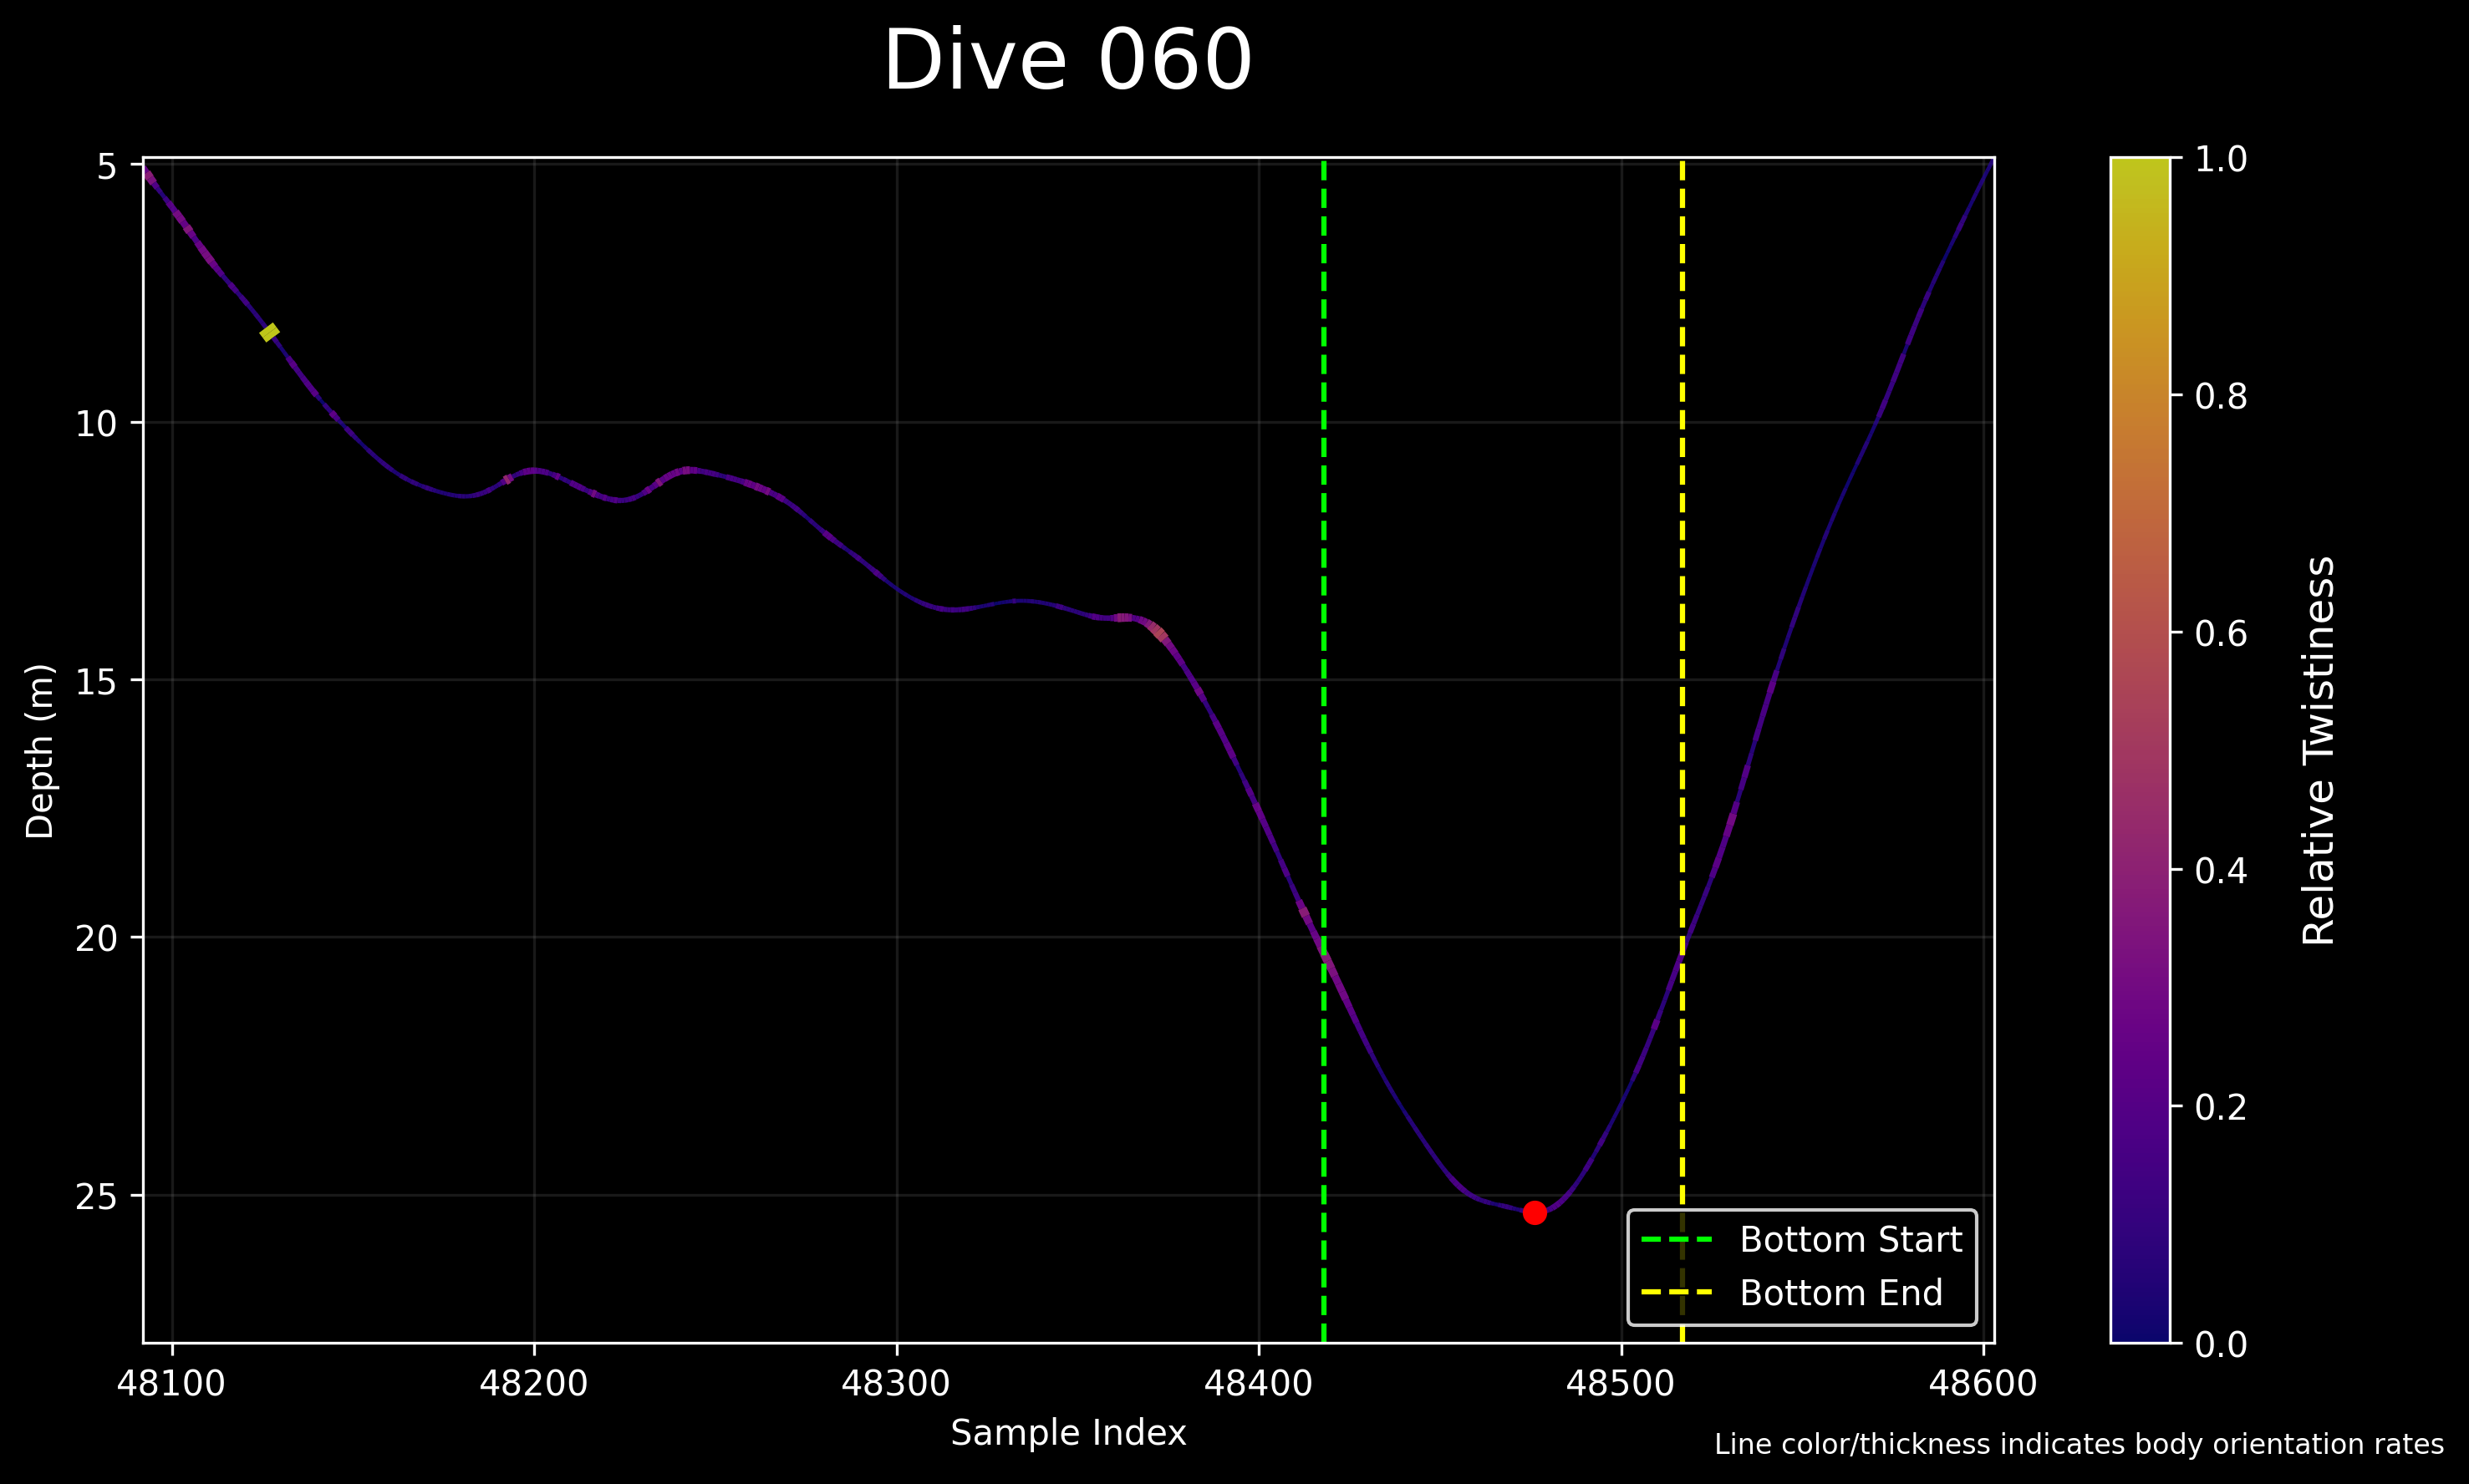 Dive 060
5
10
15
20
25
Depth (m)
48100 48200 48300 48400 48500 48600
Sample Index
Bottom Start
Bottom End
1.0
0.8
0.6
0.4
0.2
0.0
Relative Twistiness
Line color/thickness indicates body orientation rates